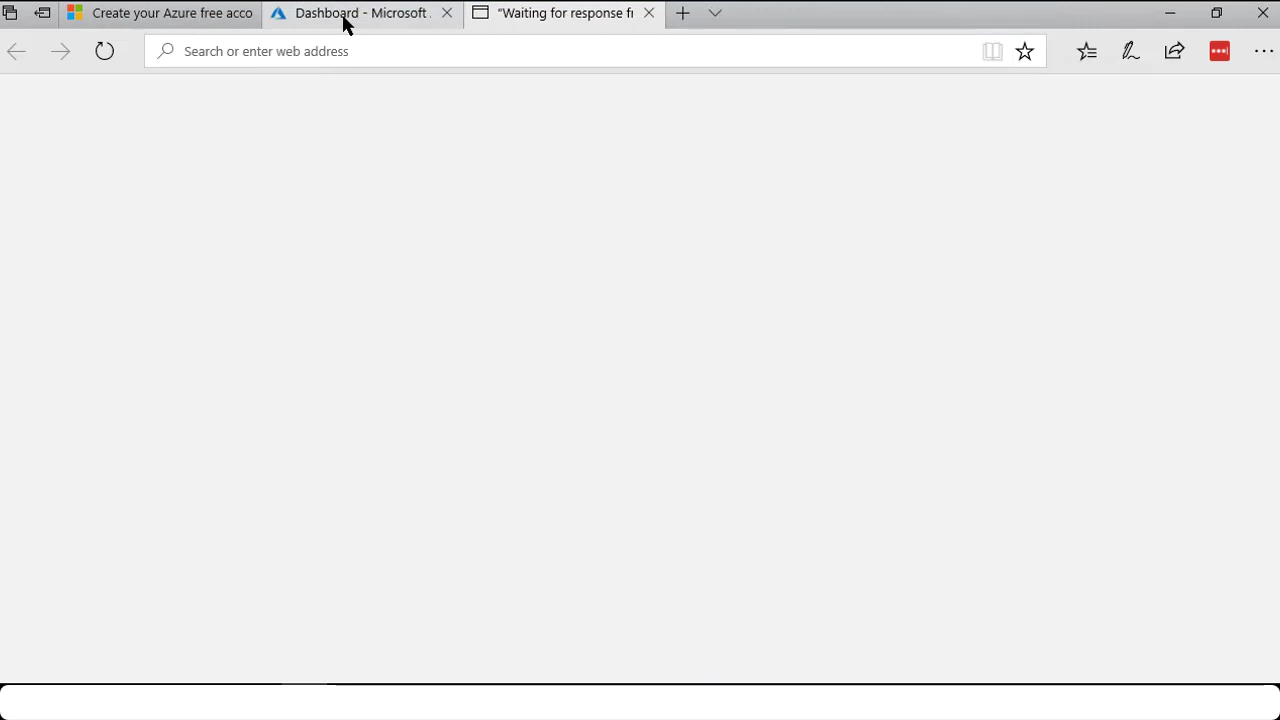 Create your Azure free acco
Dashboard - Microsoft
"Waiting for response fr
Search or enter web address